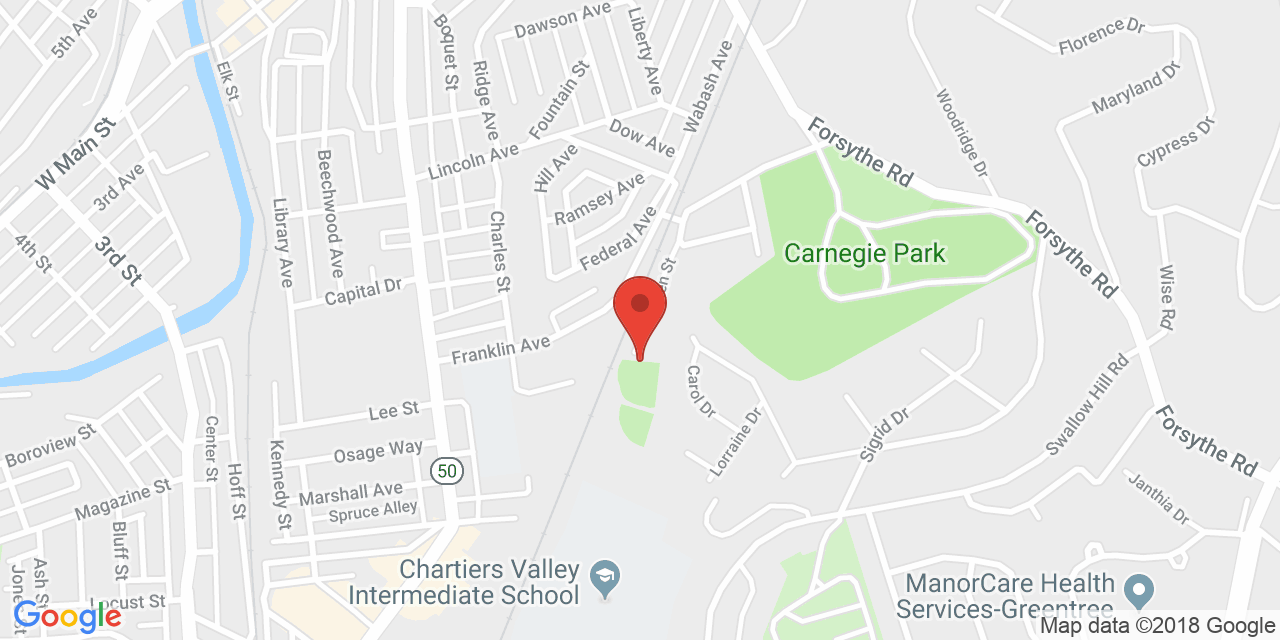 5th Ave
Elk St
W Main St
3rd Ave
4th St
3rd St
Library Ave
Beechwood Ave
Capital Dr
Boquet St
Ridge Ave
Charles St
Lincoln Ave
Dawson Ave
Fountain St
Liberty Ave
Wabash Ave
Dow Ave
Hill Ave
Ramsey Ave
Federal Ave
Franklin Ave
Forsythe Rd
Woodridge Dr
Florence Dr
Maryland Dr
Cypress Dr
Forsythe Rd
Carnegie Park
Wise Rd
Swallow Hill Rd
Forsythe Rd
Carol Dr
Lorraine Dr
Sigrid Dr
Janthia Dr
Lee St
Osage Way
50
Marshall Ave
Spruce Alley
Kennedy St
Boroview St
Center St
Hoff St
Magazine St
Bluff St
Ash St
Locust St
Chartiers Valley
Intermediate School
ManorCare Health
Services-Greentree
Google
Map data ©2018 Google